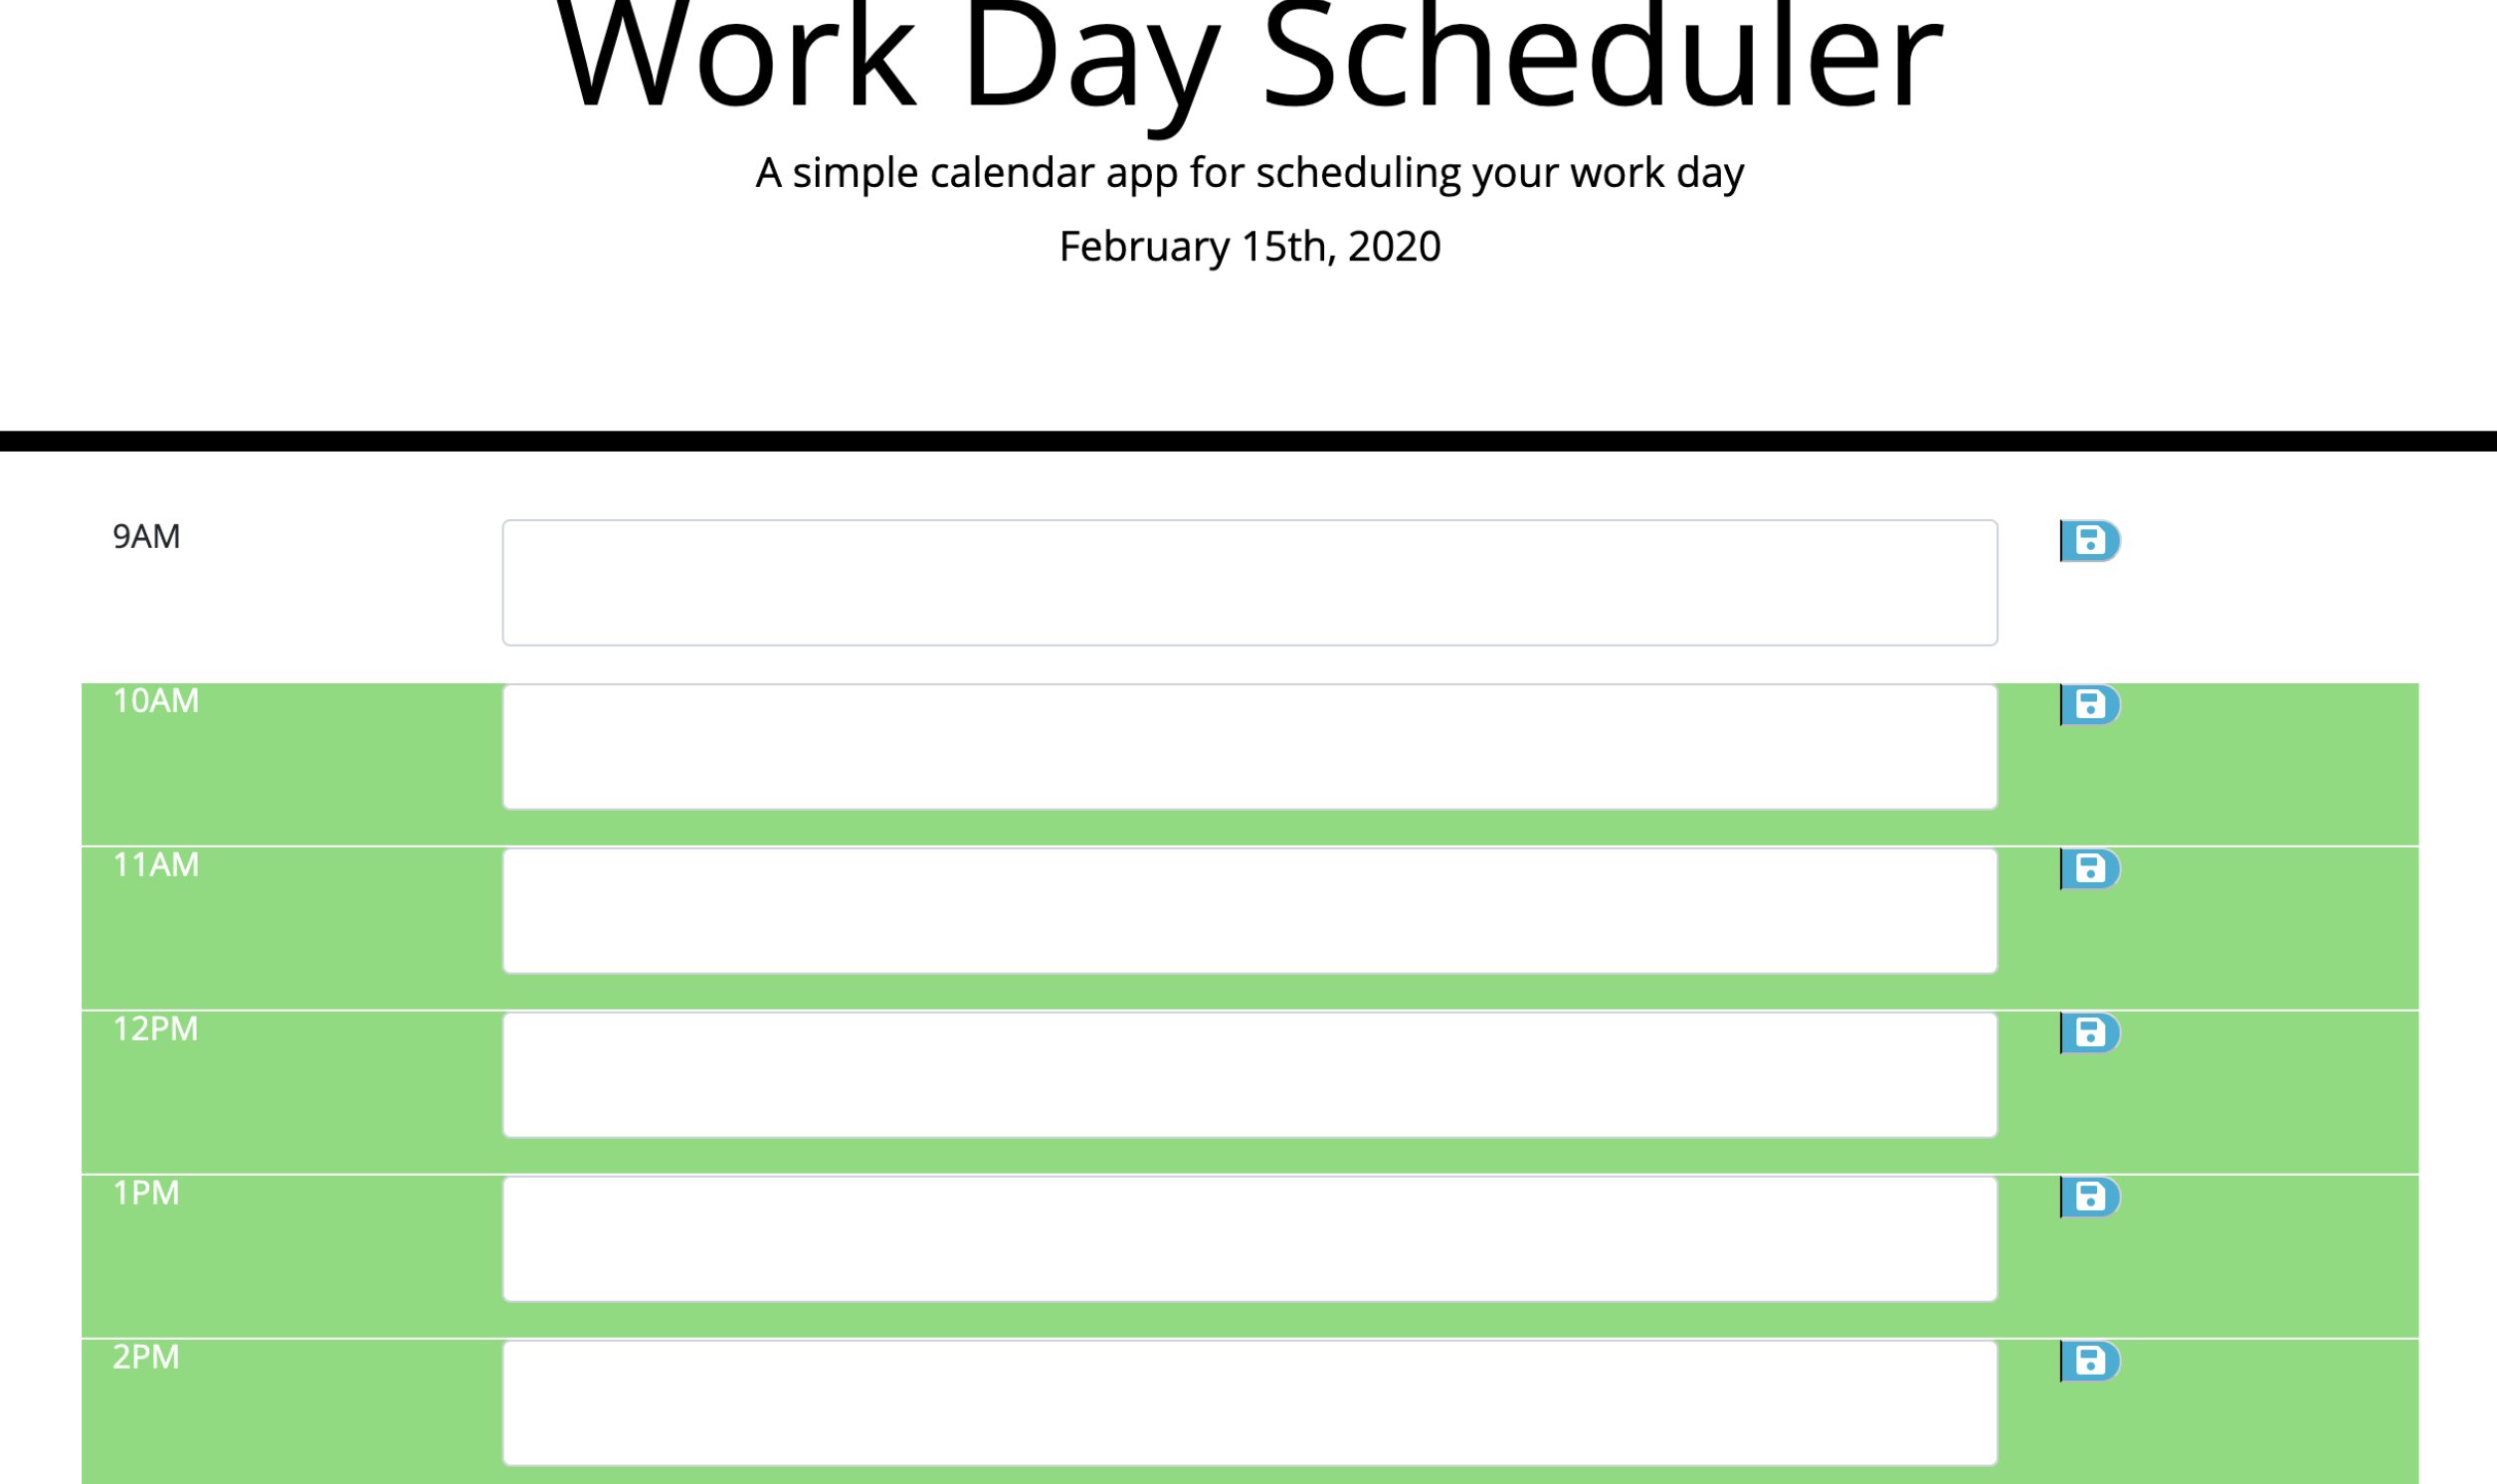 Work Day Scheduler
A simple calendar app for scheduling your work day
February 15th, 2020
9AM
10AM
11AM
12PM
1PM
2PM